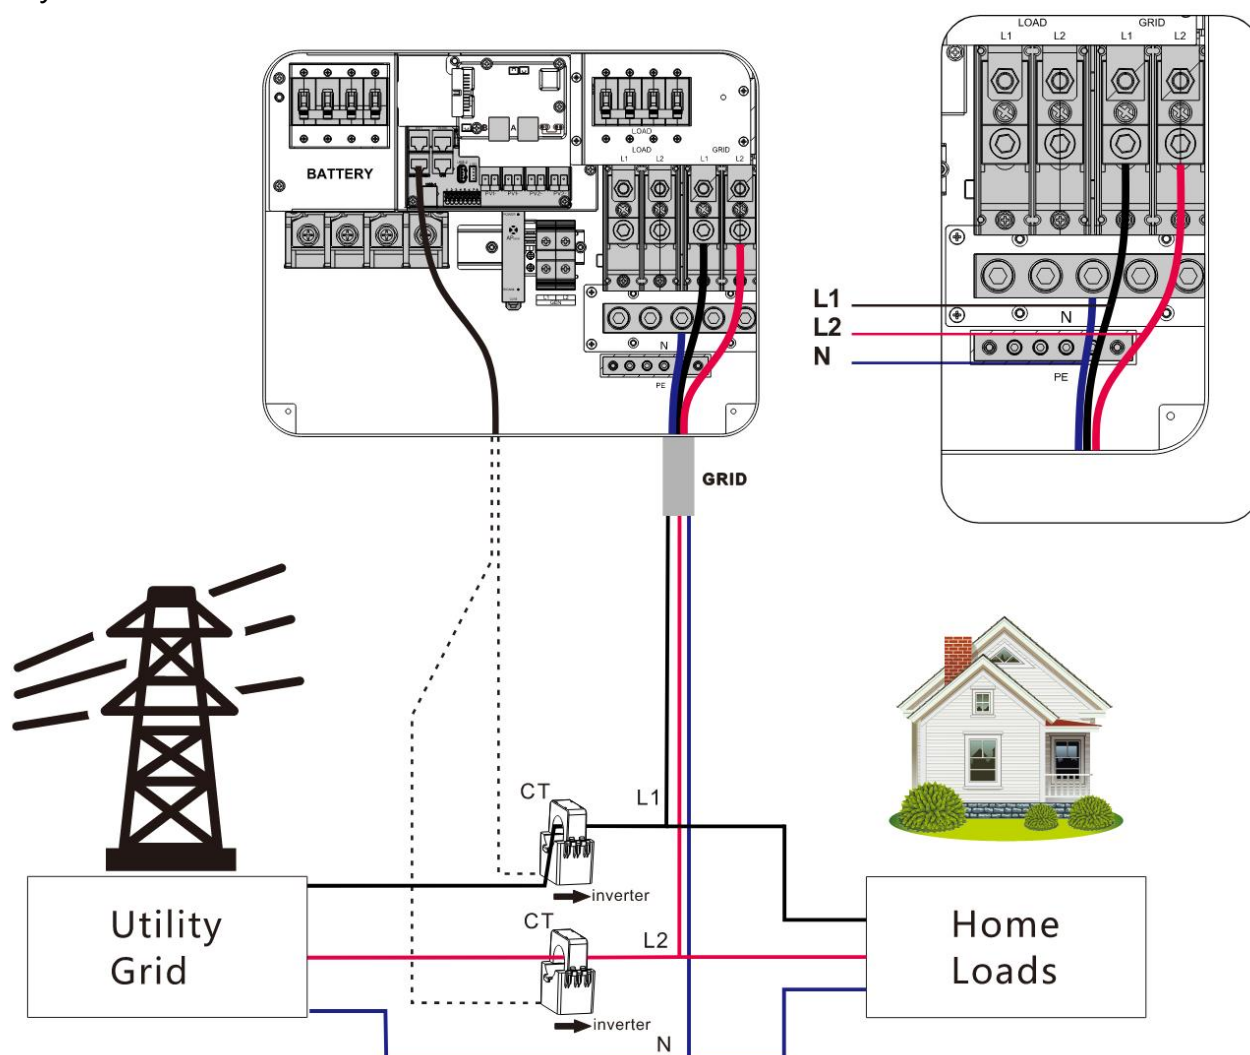 y
LOAD GRID
L1 L2 L1 L2
BATTERY
A
LOAD
LOAD GRID
L1 L2 L1 L2
N
PE
L1
L2
N
N
PE
GRID
CT
L1
inverter
CT
L2
inverter
N
Utility
Grid
Home
Loads